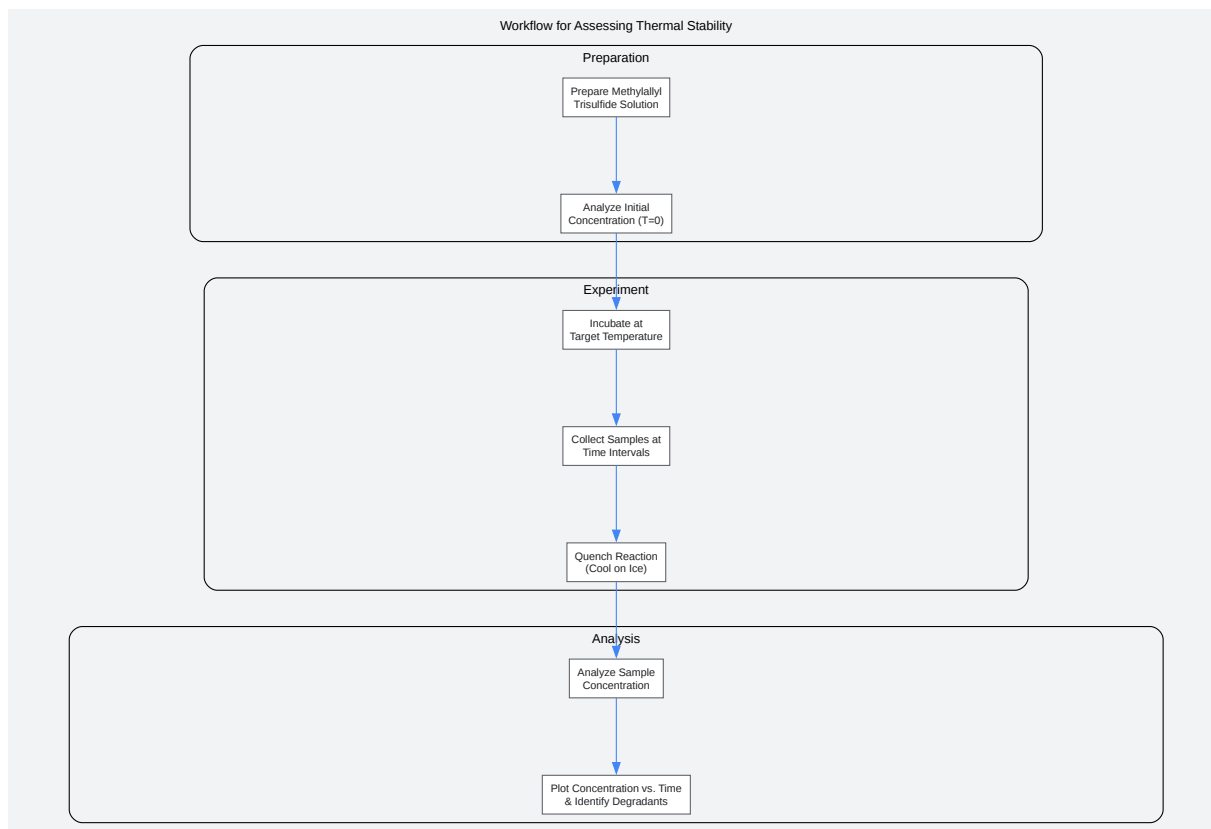 Workflow for Assessing Thermal Stability
Preparation
Prepare Methylallyl
Trisulfide Solution
Analyze Initial
Concentration (T=0)
Experiment
Incubate at
Target Temperature
Collect Samples at
Time Intervals
Quench Reaction
(Cool on Ice)
Analysis
Analyze Sample
Concentration
Plot Concentration vs. Time
& Identify Degradants